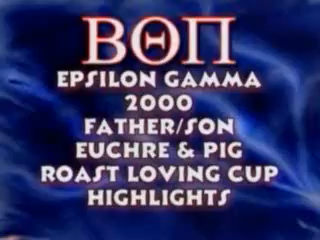 ΒΘΠ
EPSILON GAMMA
2000
FATHER/SON
EUCHRE & PIG
ROAST LOVING CUP
HIGHLIGHTS